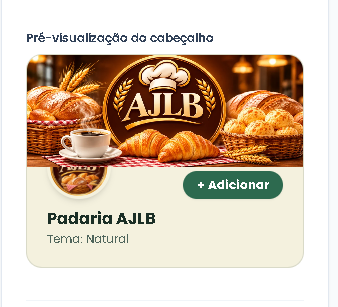 Pré-visualização do cabeçalho
AJLB
+ Adicionar
Padaria AJLB
Tema: Natural